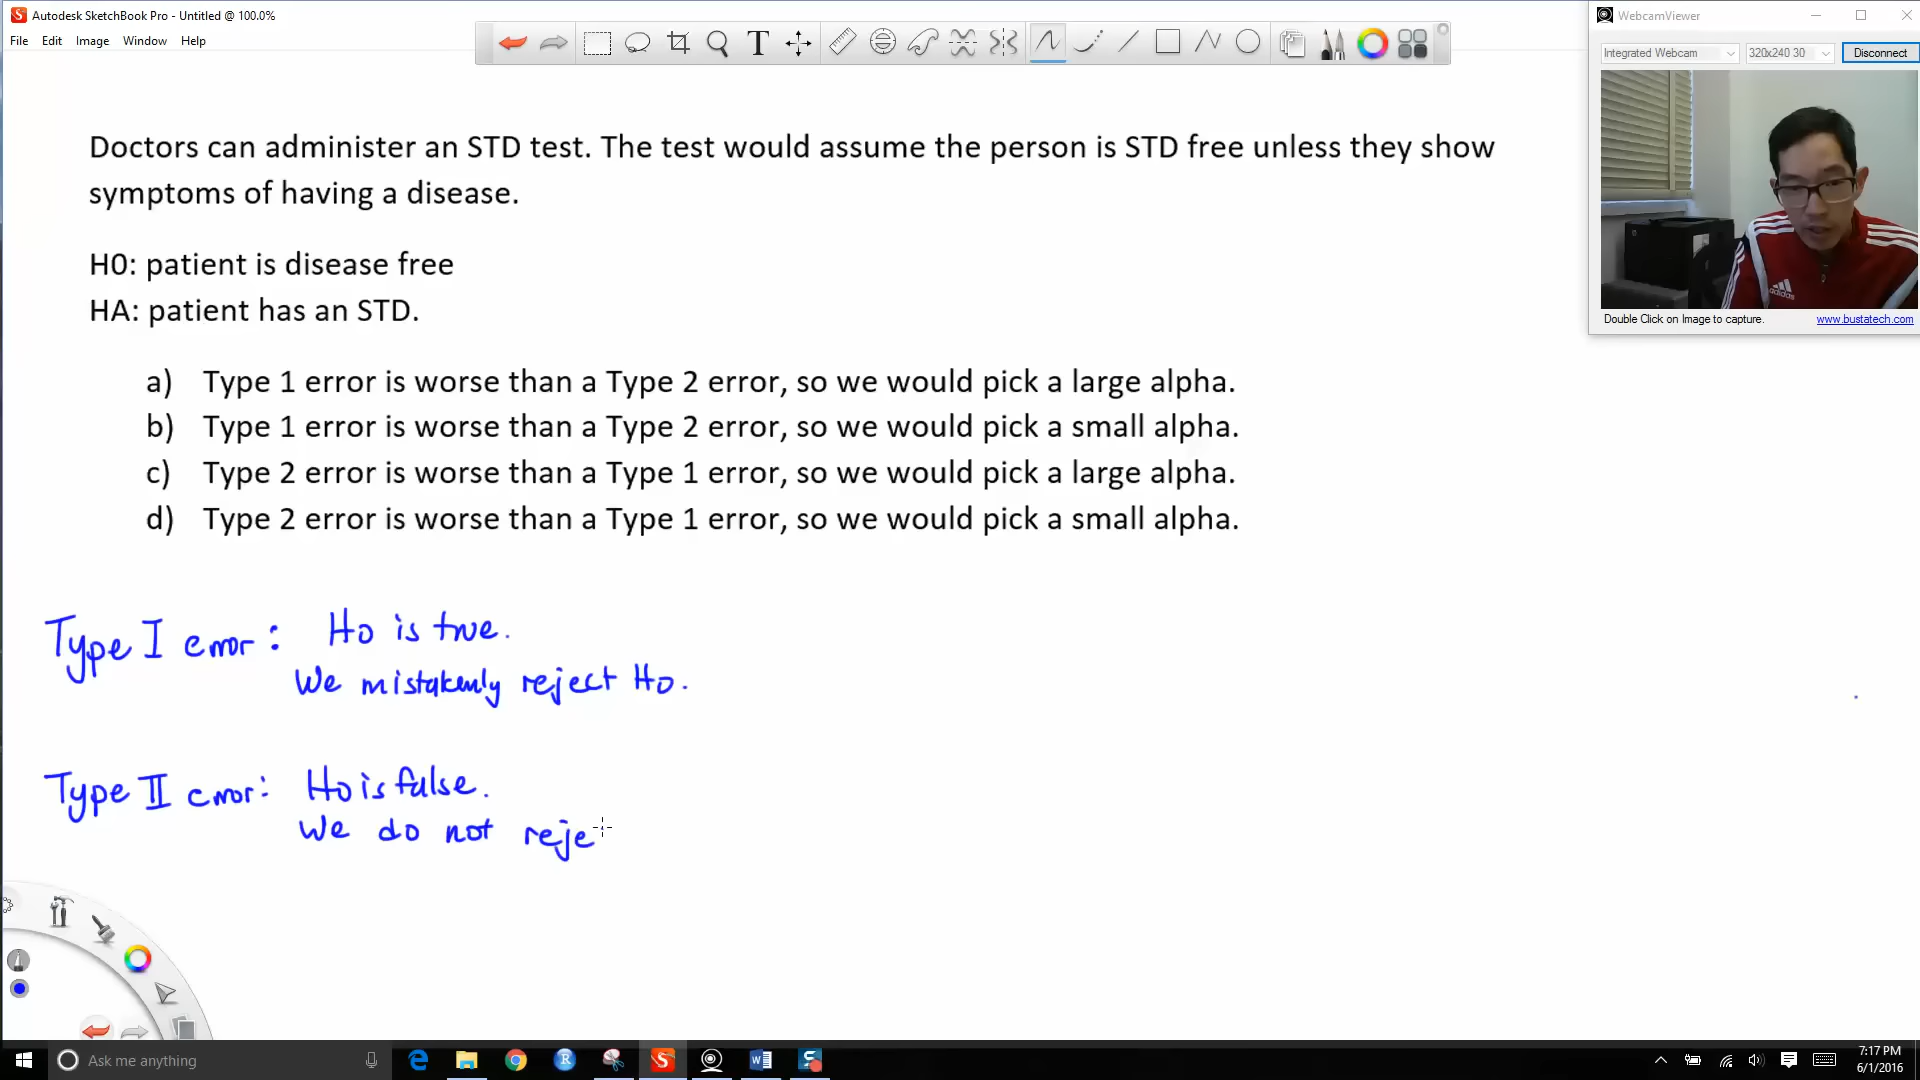 Autodesk SketchBook Pro - Untitled @ 100.0%
File Edit Image Window Help
T
WebcamViewer
Integrated Webcam 320x240 30 Disconnect
adidas
Double Click on Image to capture. www.bustatech.com
Doctors can administer an STD test. The test would assume the person is STD free unless they show
symptoms of having a disease.
H0: patient is disease free
HA: patient has an STD.
a) Type 1 error is worse than a Type 2 error, so we would pick a large alpha.
b) Type 1 error is worse than a Type 2 error, so we would pick a small alpha.
c) Type 2 error is worse than a Type 1 error, so we would pick a large alpha.
d) Type 2 error is worse than a Type 1 error, so we would pick a small alpha.
Type I error: Ho is true.
We mistakenly reject Ho.
Type II error: Ho is false.
We do not reje
Ask me anything
7:17 PM
6/1/2016